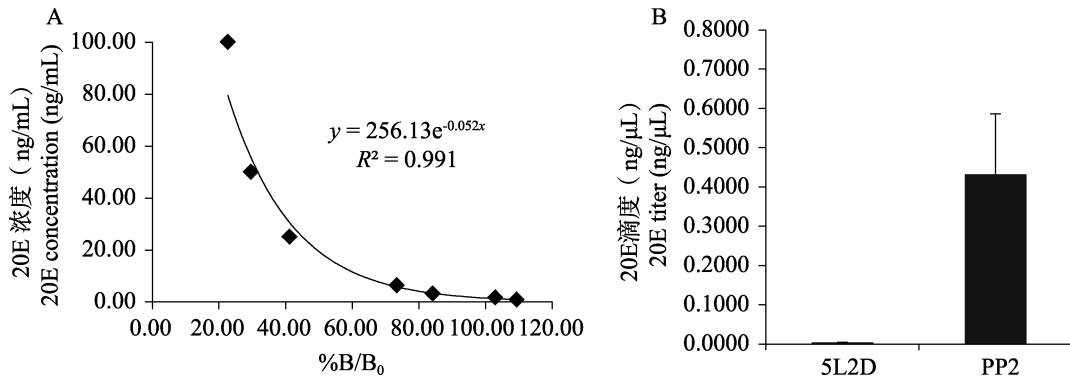 A
20E 浓度（ng/mL）
20E concentration (ng/mL)
100.00
80.00
60.00
40.00
20.00
0.00
y = 256.13e-0.052x
R² = 0.991
0.00 20.00 40.00 60.00 80.00 100.00 120.00
%B/B₀
B
20E滴度（ng/μL）
20E titer (ng/μL)
0.8000
0.7000
0.6000
0.5000
0.4000
0.3000
0.2000
0.1000
0.0000
5L2D PP2